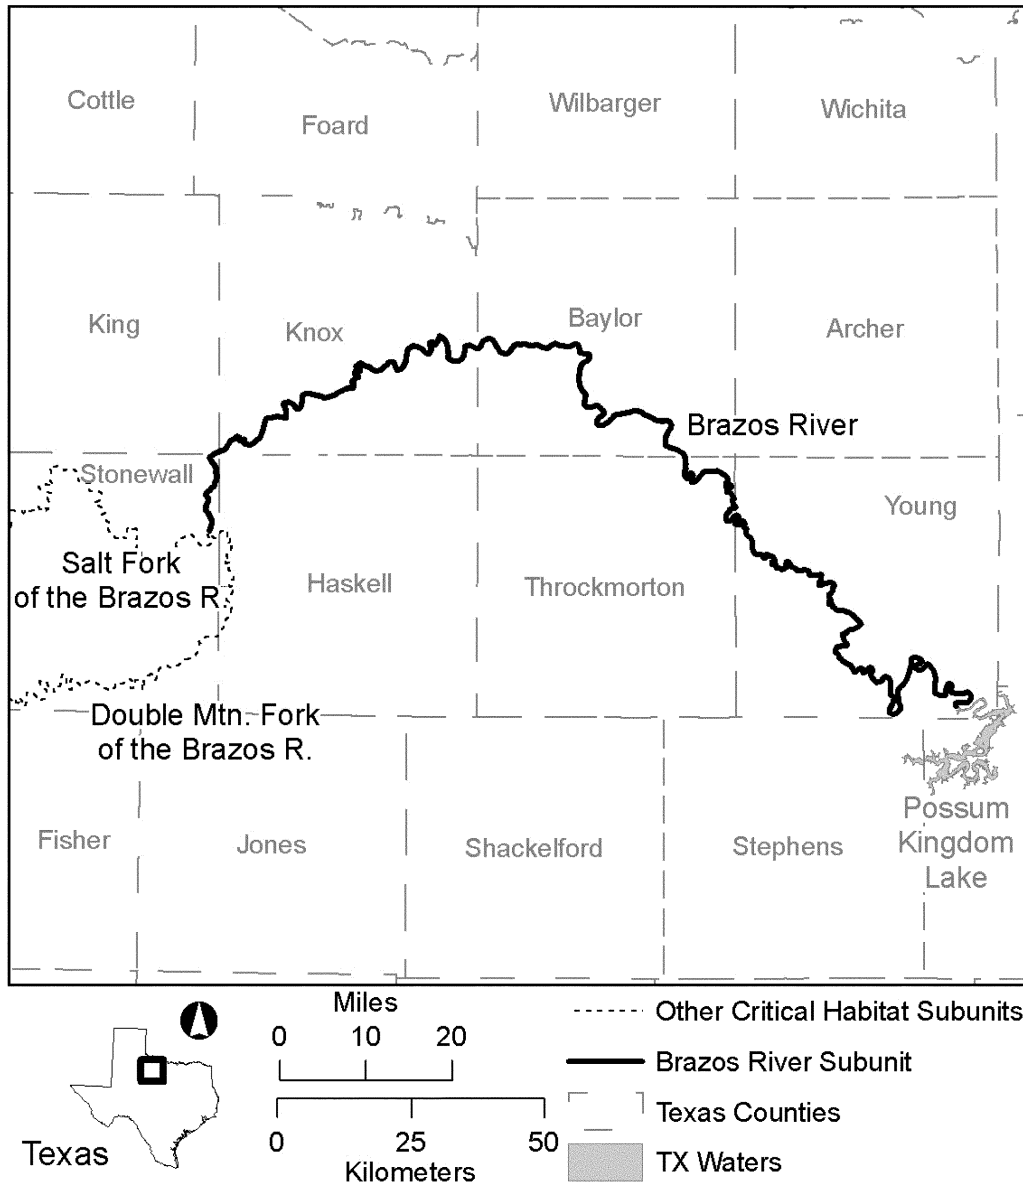 Cottle
Foard
Wilbarger
Wichita
King
Knox
Baylor
Archer
Brazos River
Stonewall
Young
Salt Fork
of the Brazos R.
Haskell
Throckmorton
Double Mtn. Fork
of the Brazos R.
Fisher
Jones
Shackelford
Stephens
Possum
Kingdom
Lake
Miles
0 10 20
0 25 50
Kilometers
Texas
Other Critical Habitat Subunits
Brazos River Subunit
Texas Counties
TX Waters